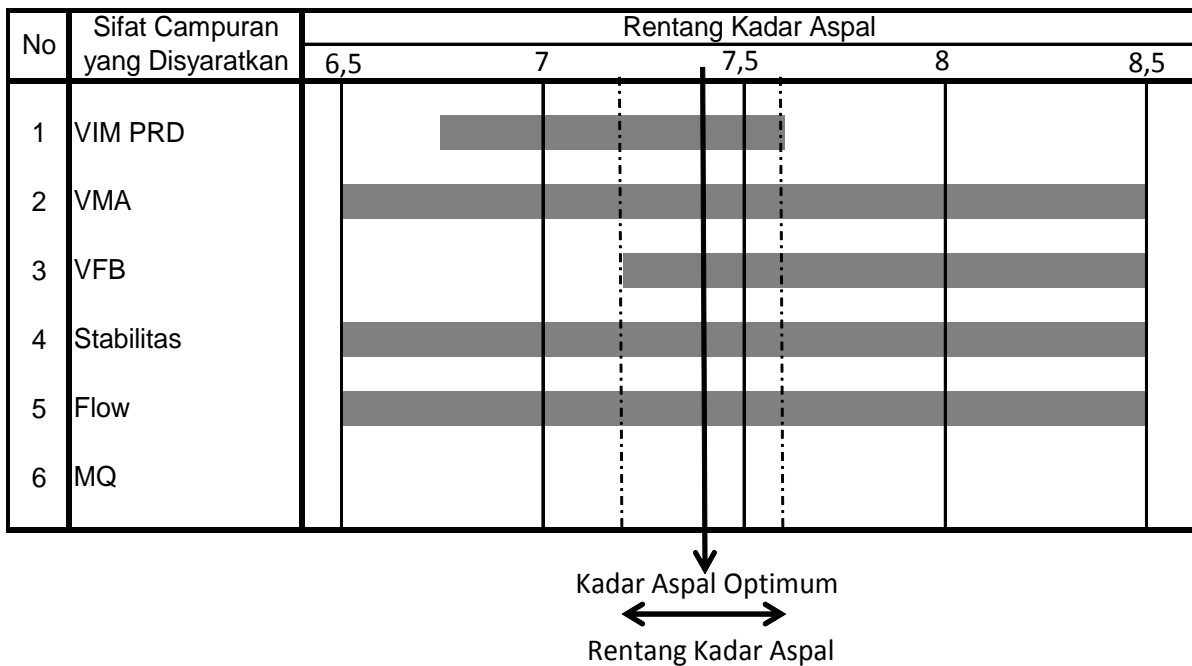 No
Sifat Campuran
yang Disyaratkan
Rentang Kadar Aspal
6,5 7 7,5 8 8,5
1 VIM PRD
2 VMA
3 VFB
4 Stabilitas
5 Flow
6 MQ
Kadar Aspal Optimum
Rentang Kadar Aspal